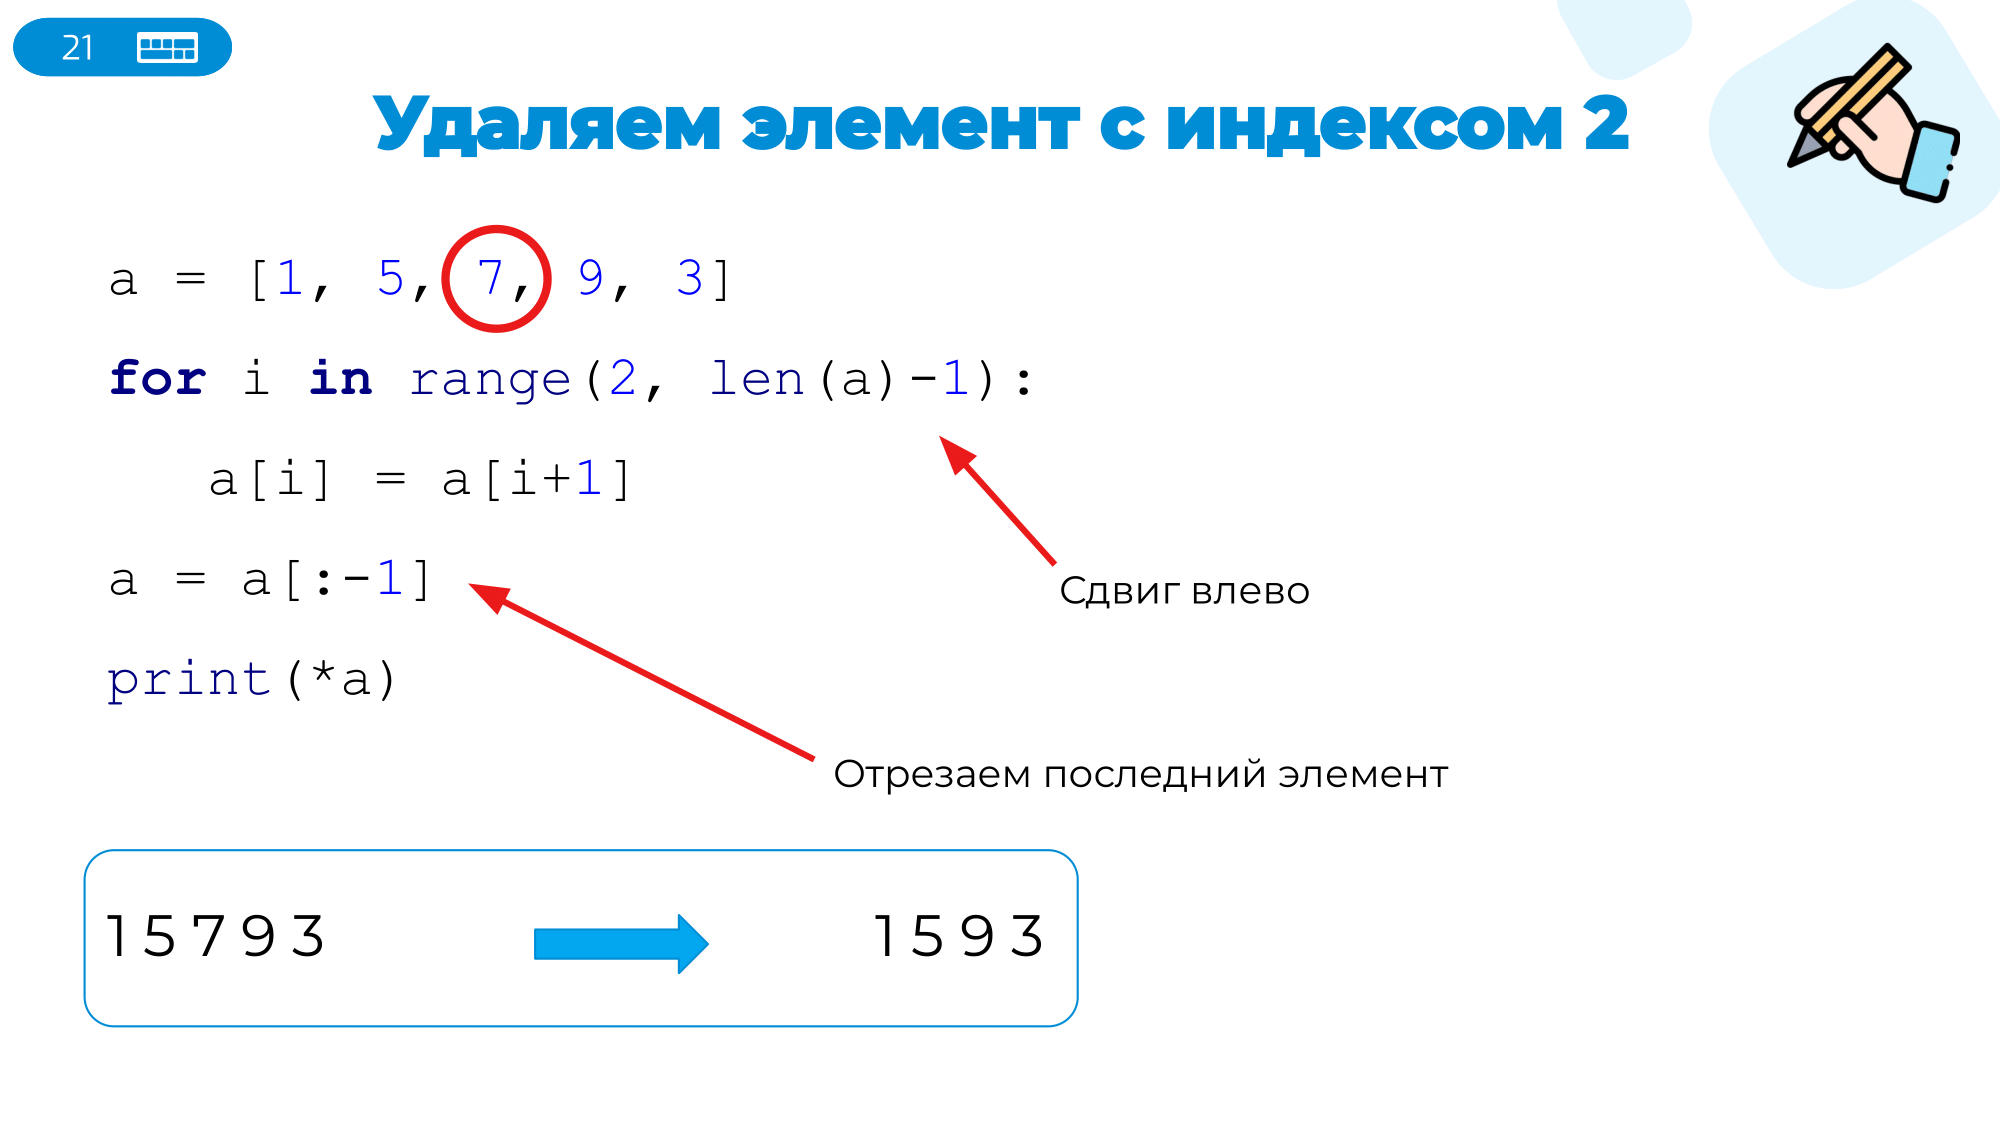 21
Удаляем элемент с индексом 2
a = [1, 5, 7, 9, 3]
for i in range(2, len(a)-1):
   a[i] = a[i+1]
a = a[:-1]
print(*a)
Сдвиг влево
Отрезаем последний элемент
1 5 7 9 3
1 5 9 3